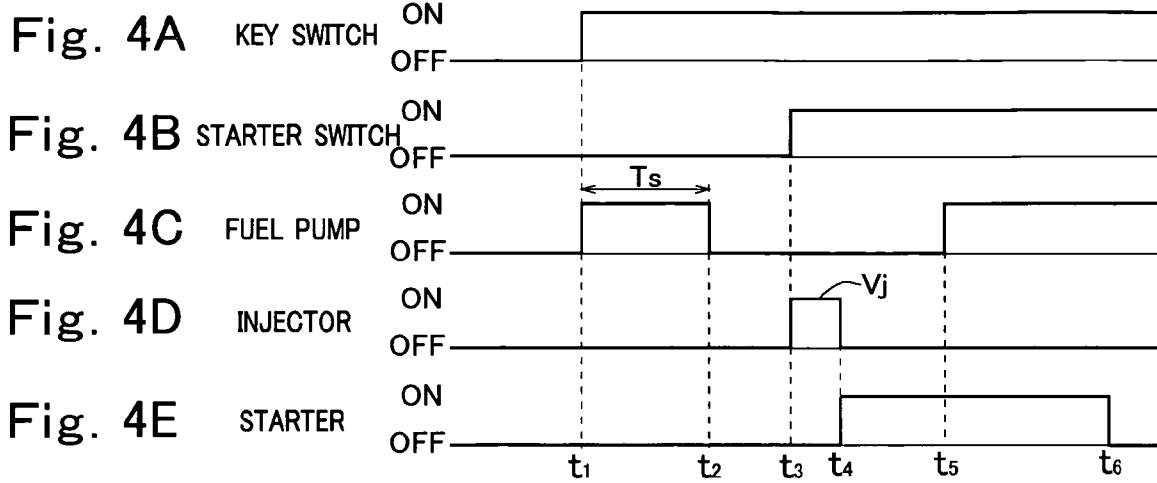 ON
Fig. 4A KEY SWITCH
OFF
ON
Fig. 4B STARTER SWITCH
OFF
Ts
ON
Fig. 4C FUEL PUMP
OFF
Vj
ON
Fig. 4D INJECTOR
OFF
ON
Fig. 4E STARTER
OFF
t1 t2 t3 t4 t5 t6